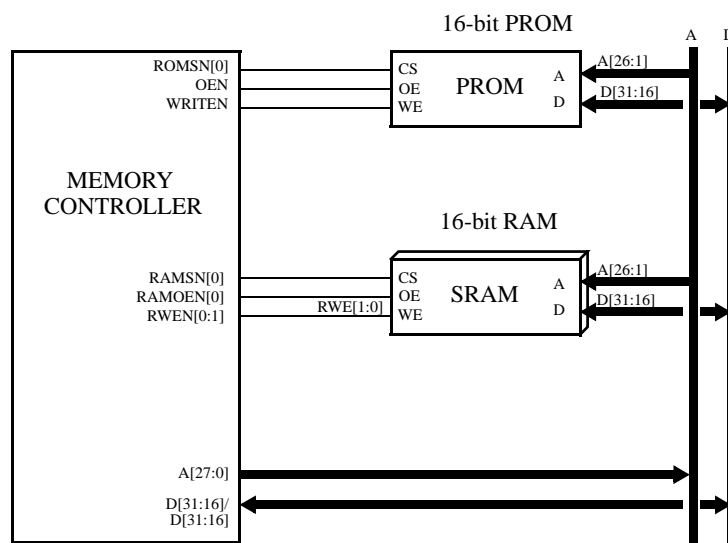 16-bit PROM
A D
ROMSN[0]
OEN
WRITEN
CS
OE
WE
PROM
A
D
A[26:1]
D[31:16]
MEMORY
CONTROLLER
16-bit RAM
RAMSN[0]
RAMOEN[0]
RWEN[0:1]
RWE[1:0]
CS
OE
WE
SRAM
A
D
A[26:1]
D[31:16]
A[27:0]
D[31:16]/
D[31:16]